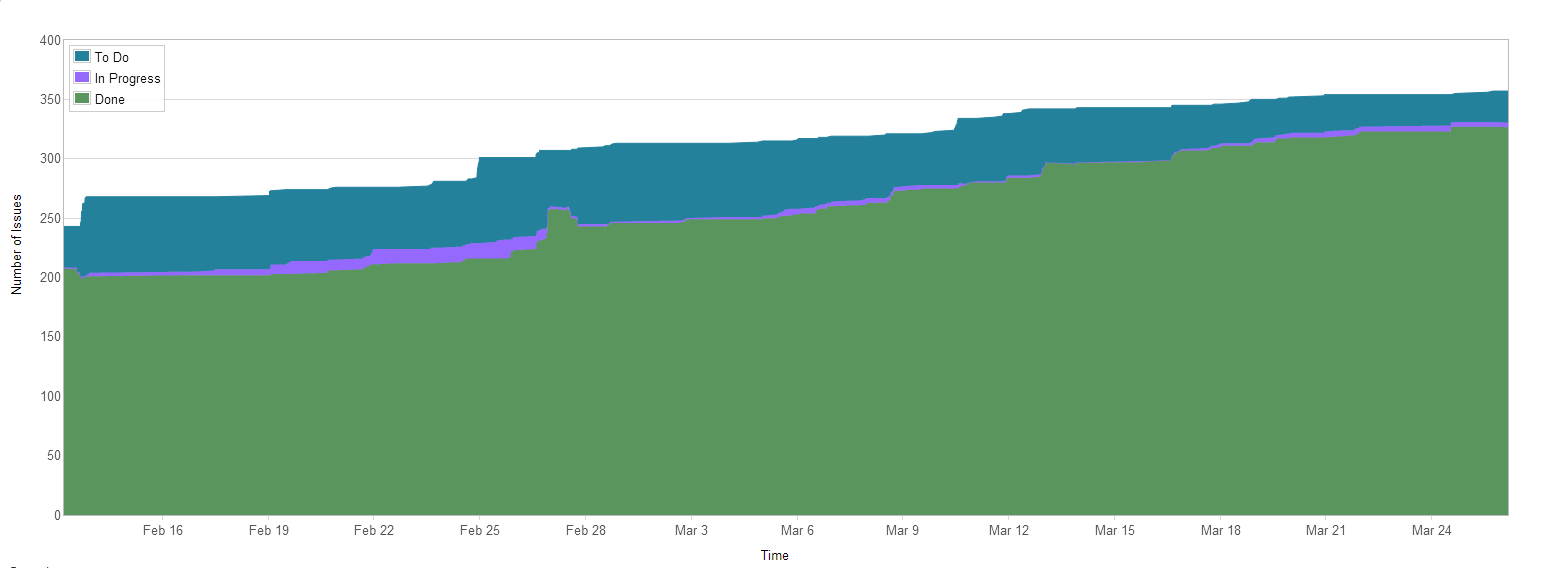 400
To Do
In Progress
Done
350
300
250
200
150
100
50
0
Number of Issues
Feb 16 Feb 19 Feb 22 Feb 25 Feb 28 Mar 3 Mar 6 Mar 9 Mar 12 Mar 15 Mar 18 Mar 21 Mar 24
Time